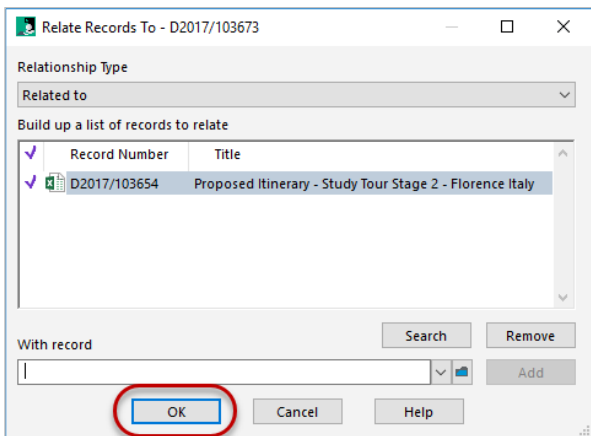 Relate Records To - D2017/103673
Relationship Type
Related to
Build up a list of records to relate
Record Number Title
D2017/103654 Proposed Itinerary - Study Tour Stage 2 - Florence Italy
Search Remove
With record
Add
OK Cancel Help